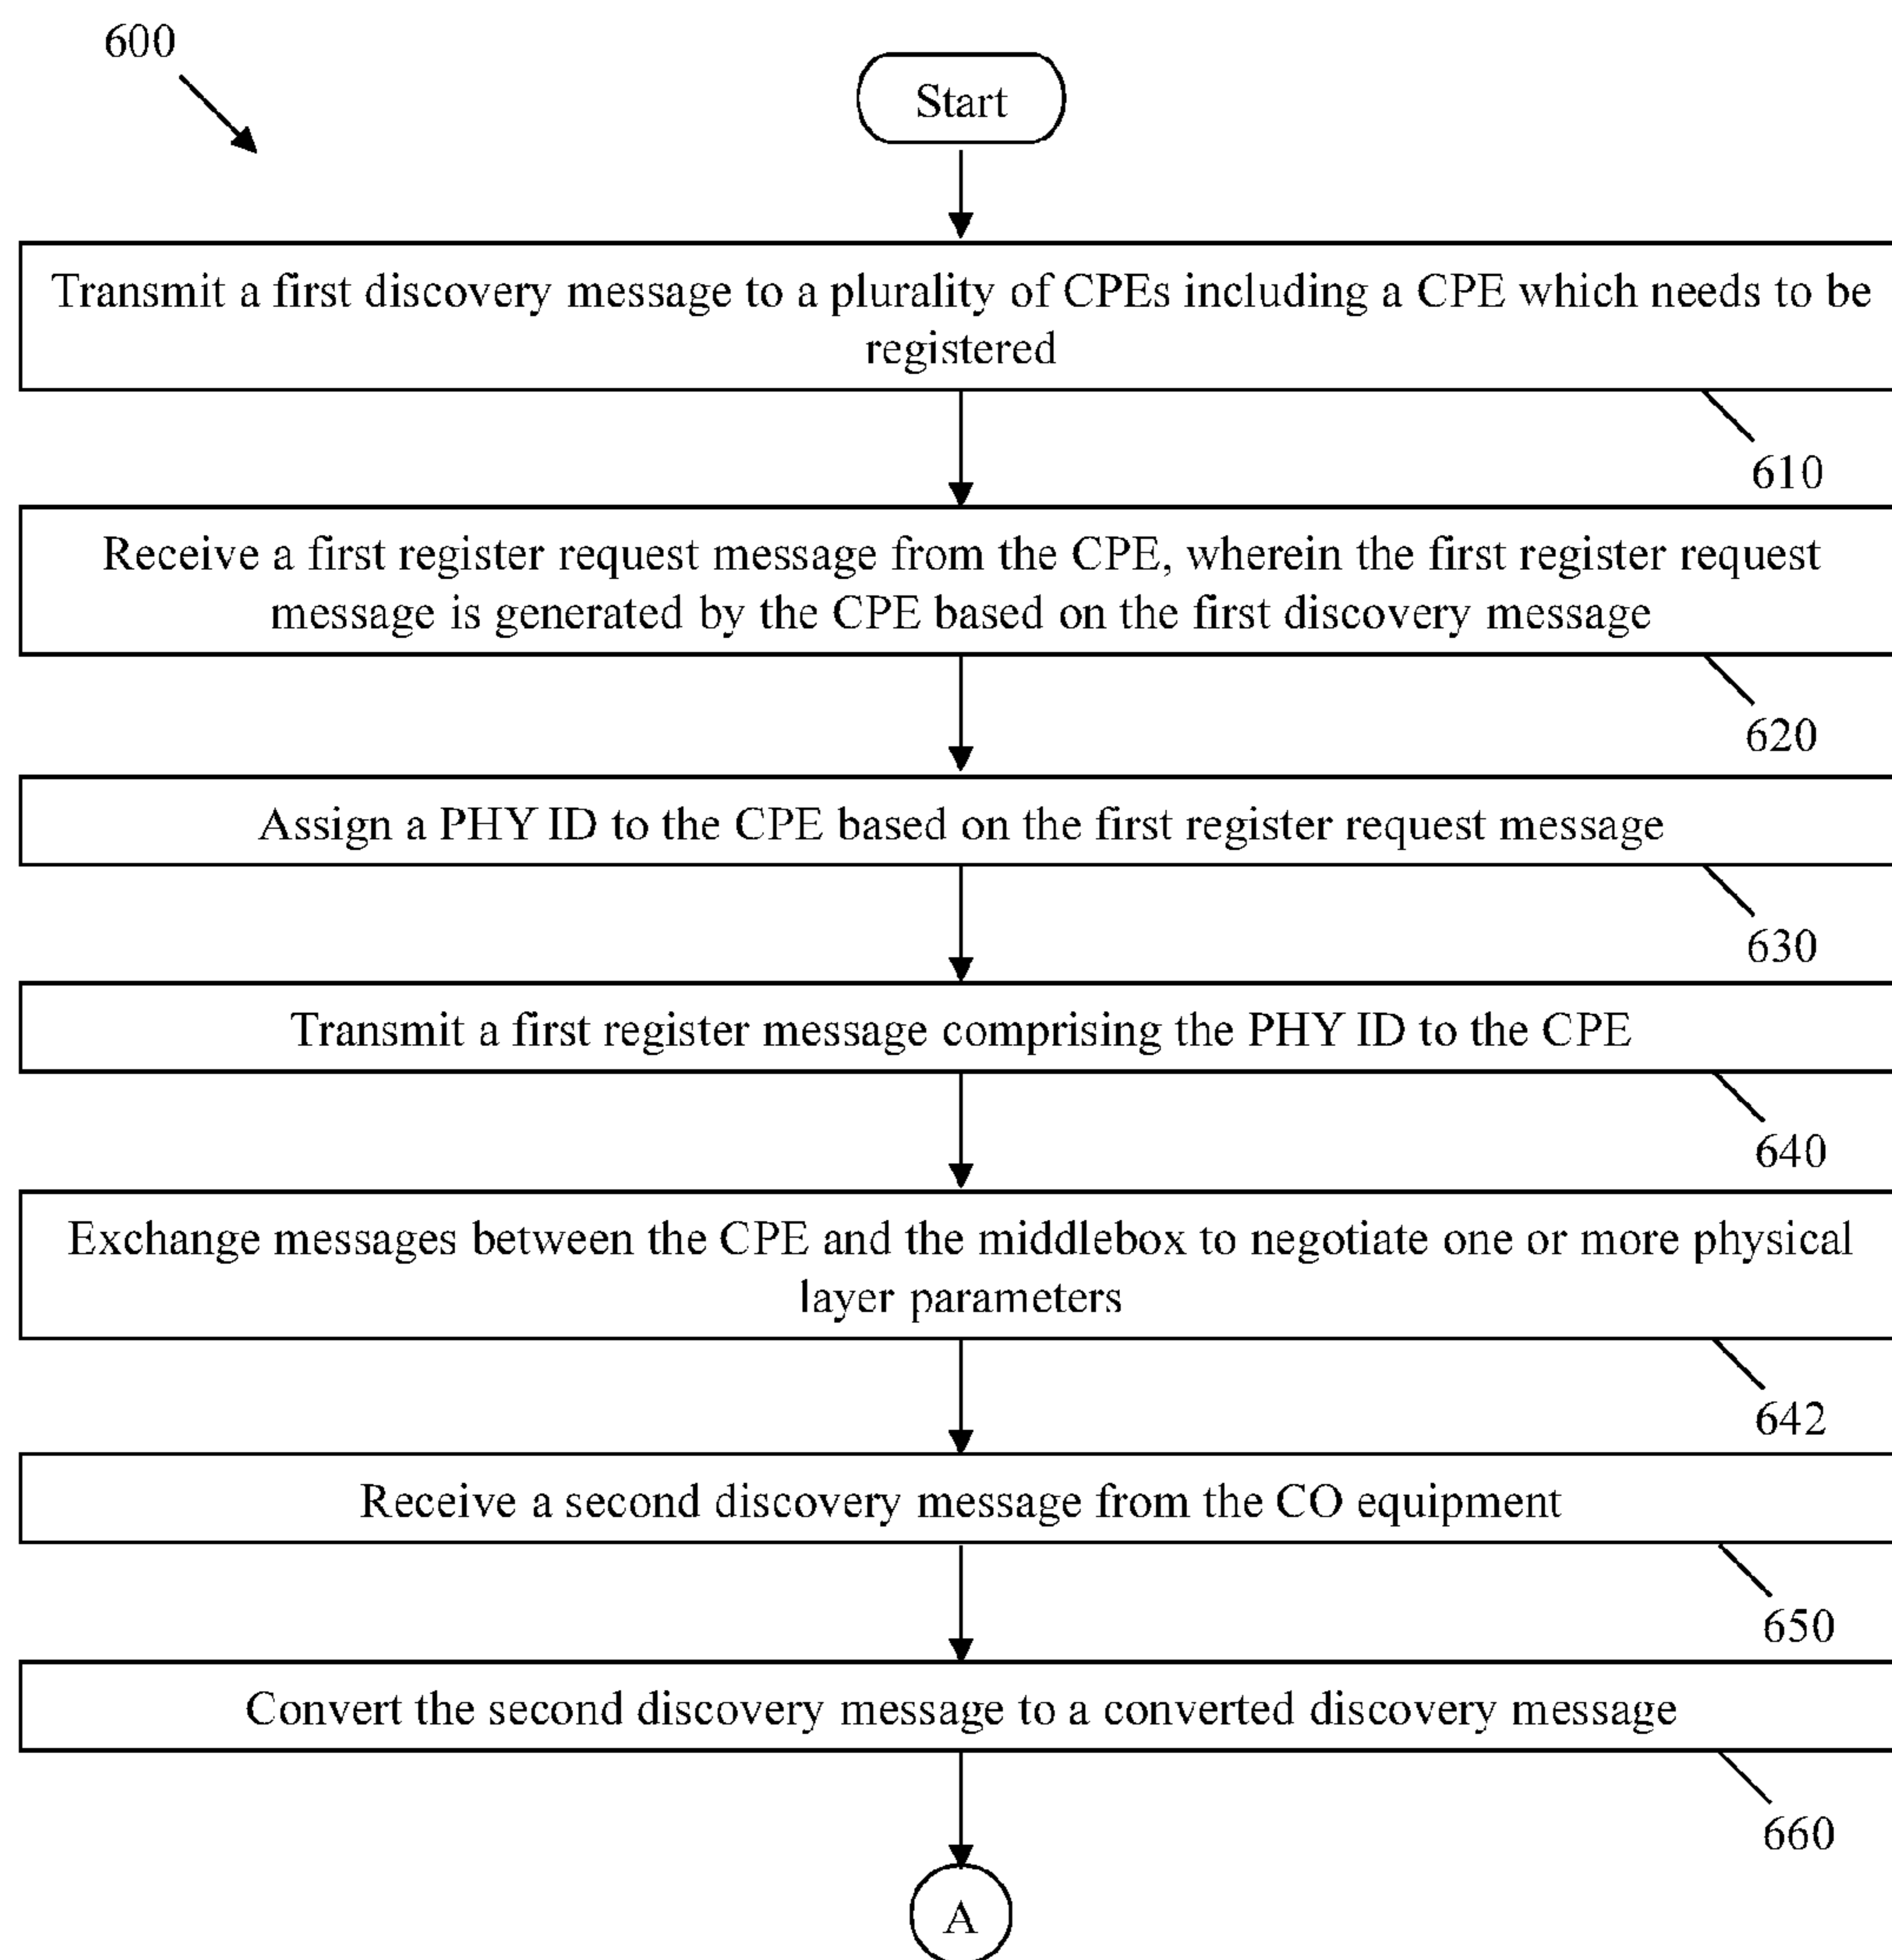 600
Start
Transmit a first discovery message to a plurality of CPEs including a CPE which needs to be
registered
610
Receive a first register request message from the CPE, wherein the first register request
message is generated by the CPE based on the first discovery message
620
Assign a PHY ID to the CPE based on the first register request message
630
Transmit a first register message comprising the PHY ID to the CPE
640
Exchange messages between the CPE and the middlebox to negotiate one or more physical
layer parameters
642
Receive a second discovery message from the CO equipment
650
Convert the second discovery message to a converted discovery message
660
A